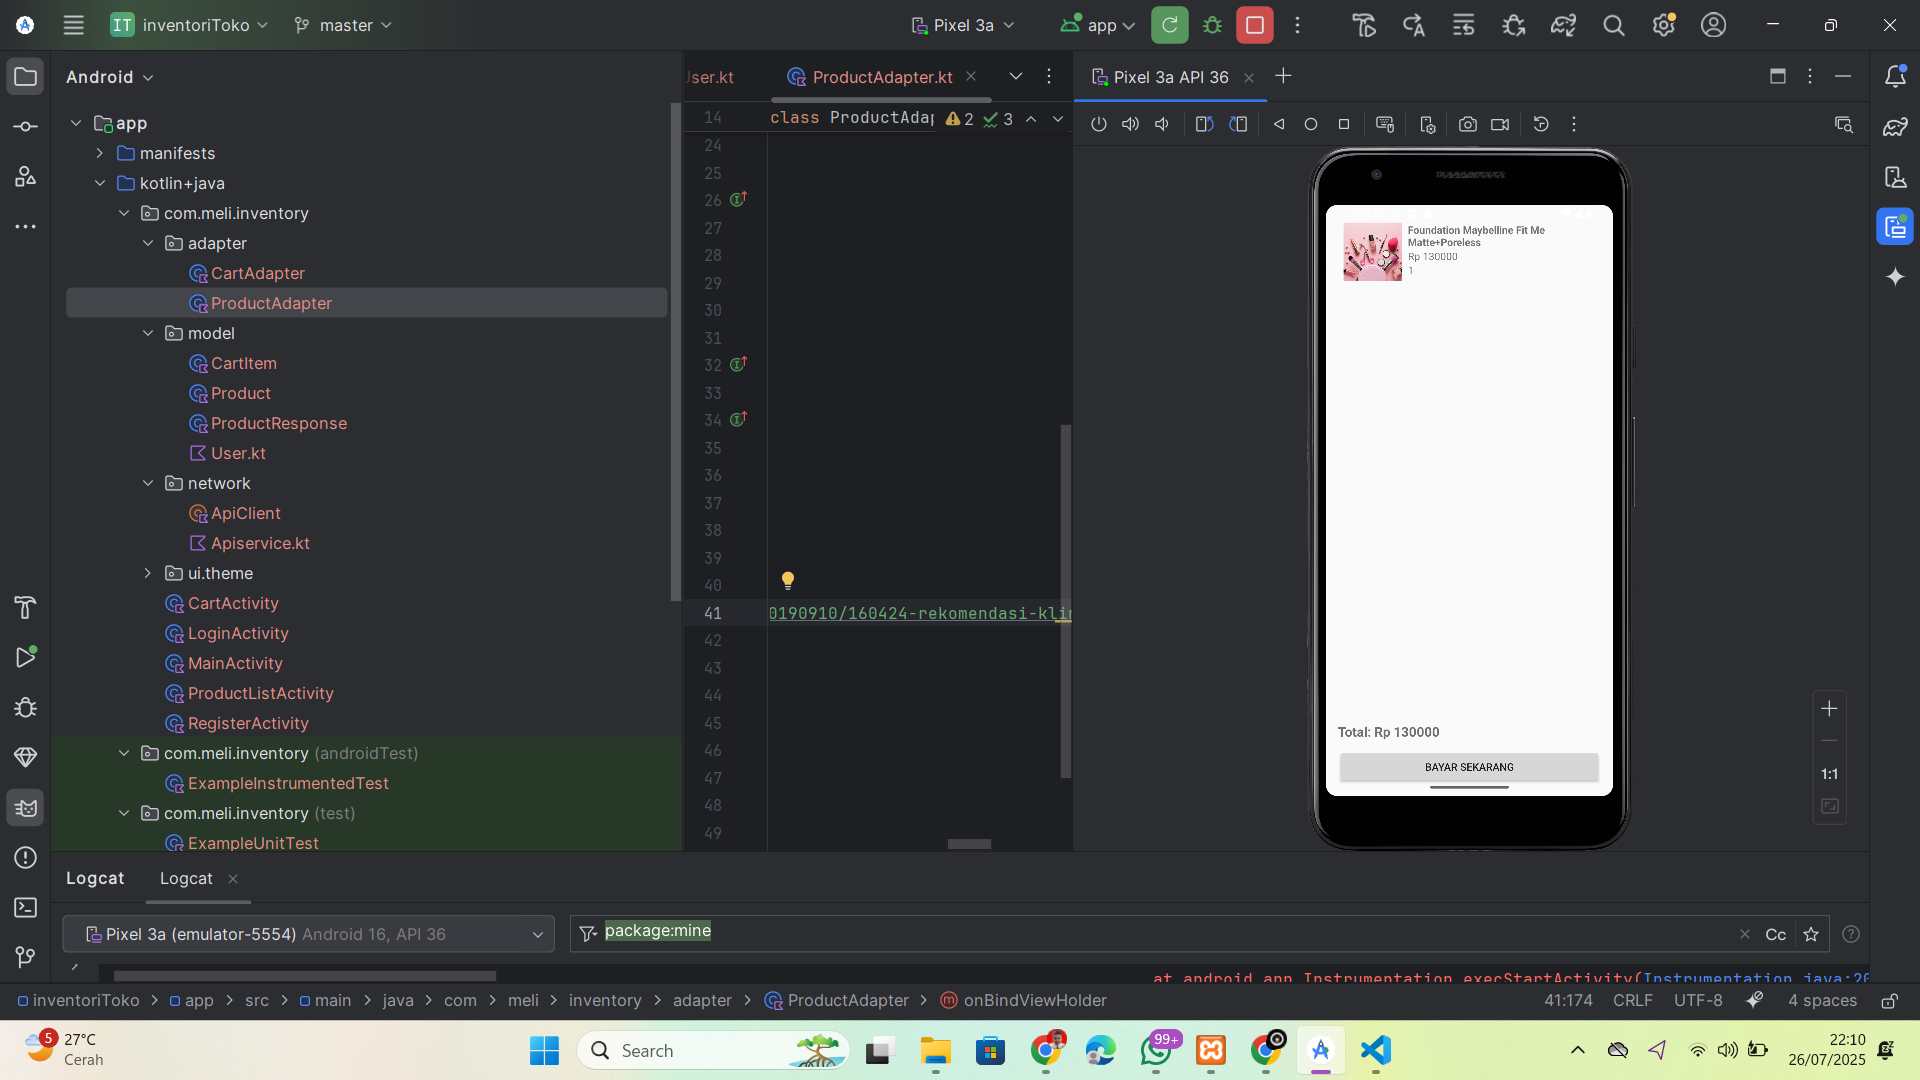 IT inventoriToko master Pixel 3a app
Android
app
manifests
kotlin+java
com.meli.inventory
adapter
CartAdapter
ProductAdapter
model
CartItem
Product
ProductResponse
User.kt
network
ApiClient
Apiservice.kt
ui.theme
CartActivity
LoginActivity
MainActivity
ProductListActivity
RegisterActivity
com.meli.inventory (androidTest)
ExampleInstrumentedTest
com.meli.inventory (test)
ExampleUnitTest
User.kt ProductAdapter.kt
14 class ProductAdap 2 3
24
25
26
27
28
29
30
31
32
33
34
35
36
37
38
39
40
41 0190910/160424-rekomendasi-klin
42
43
44
45
46
47
48
49
Pixel 3a API 36
Foundation Maybelline Fit Me
Matte+Poreless
Rp 130000
1
Total: Rp 130000
BAYAR SEKARANG
1:1
Logcat Logcat
Pixel 3a (emulator-5554) Android 16, API 36 package:mine Cc
at android.app.Instrumentation.execStartActivity(Instrumentation.java:20
inventoriToko app src main java com meli inventory adapter ProductAdapter onBindViewHolder 41:174 CRLF UTF-8 4 spaces
5 27°C
Cerah
Search
99+
22:10
26/07/2025